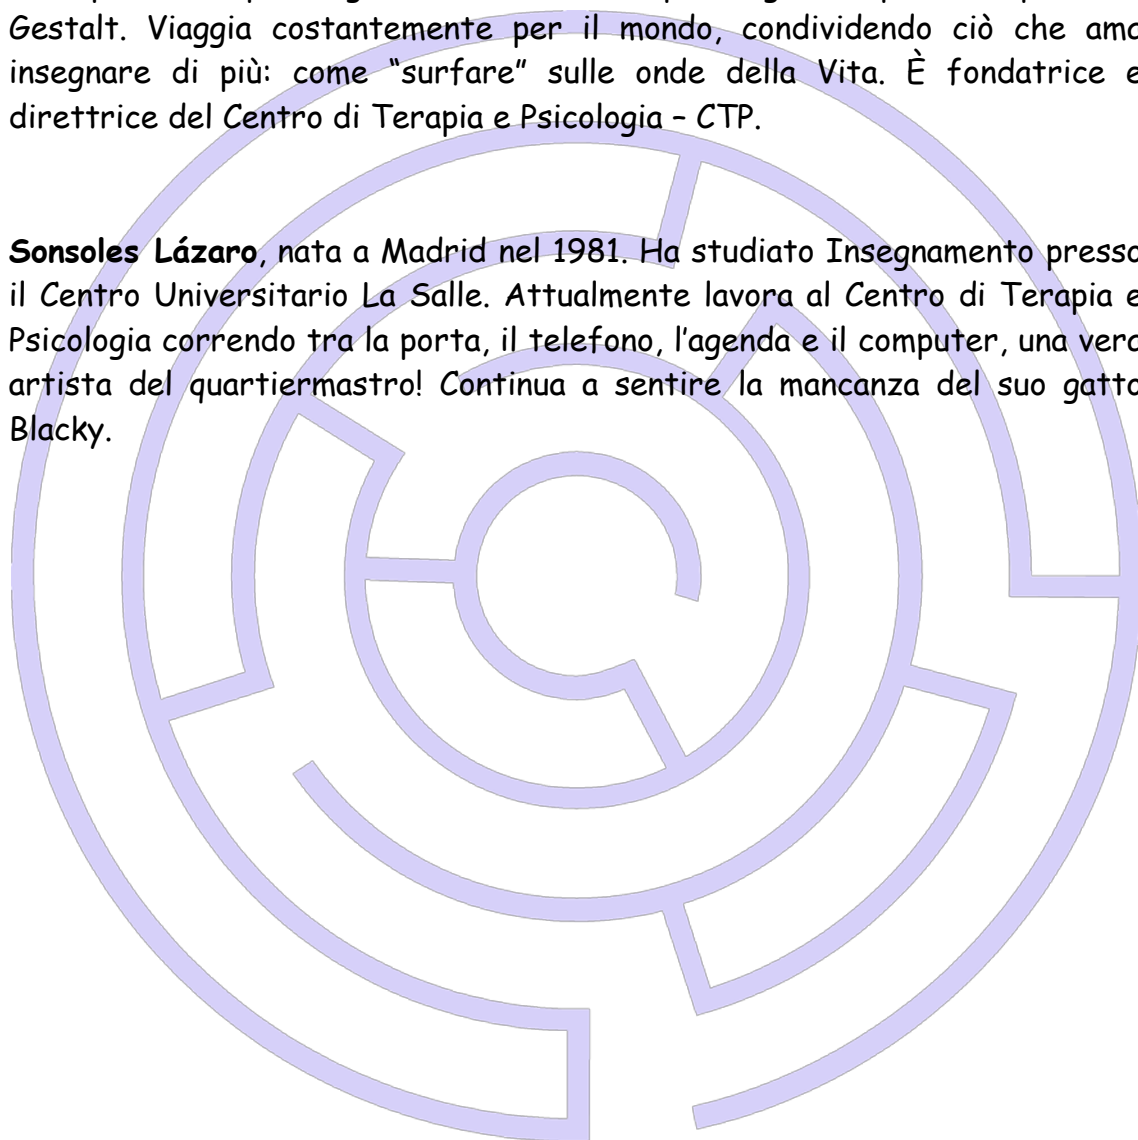 Gestalt. Viaggia costantemente per il mondo, condividendo ciò che ama
insegnare di più: come “surfare” sulle onde della Vita. È fondatrice e
direttrice del Centro di Terapia e Psicologia – CTP.
Sonsoles Lázaro, nata a Madrid nel 1981. Ha studiato Insegnamento presso
il Centro Universitario La Salle. Attualmente lavora al Centro di Terapia e
Psicologia correndo tra la porta, il telefono, l’agenda e il computer, una vera
artista del quartiermastro! Continua a sentire la mancanza del suo gatto
Blacky.